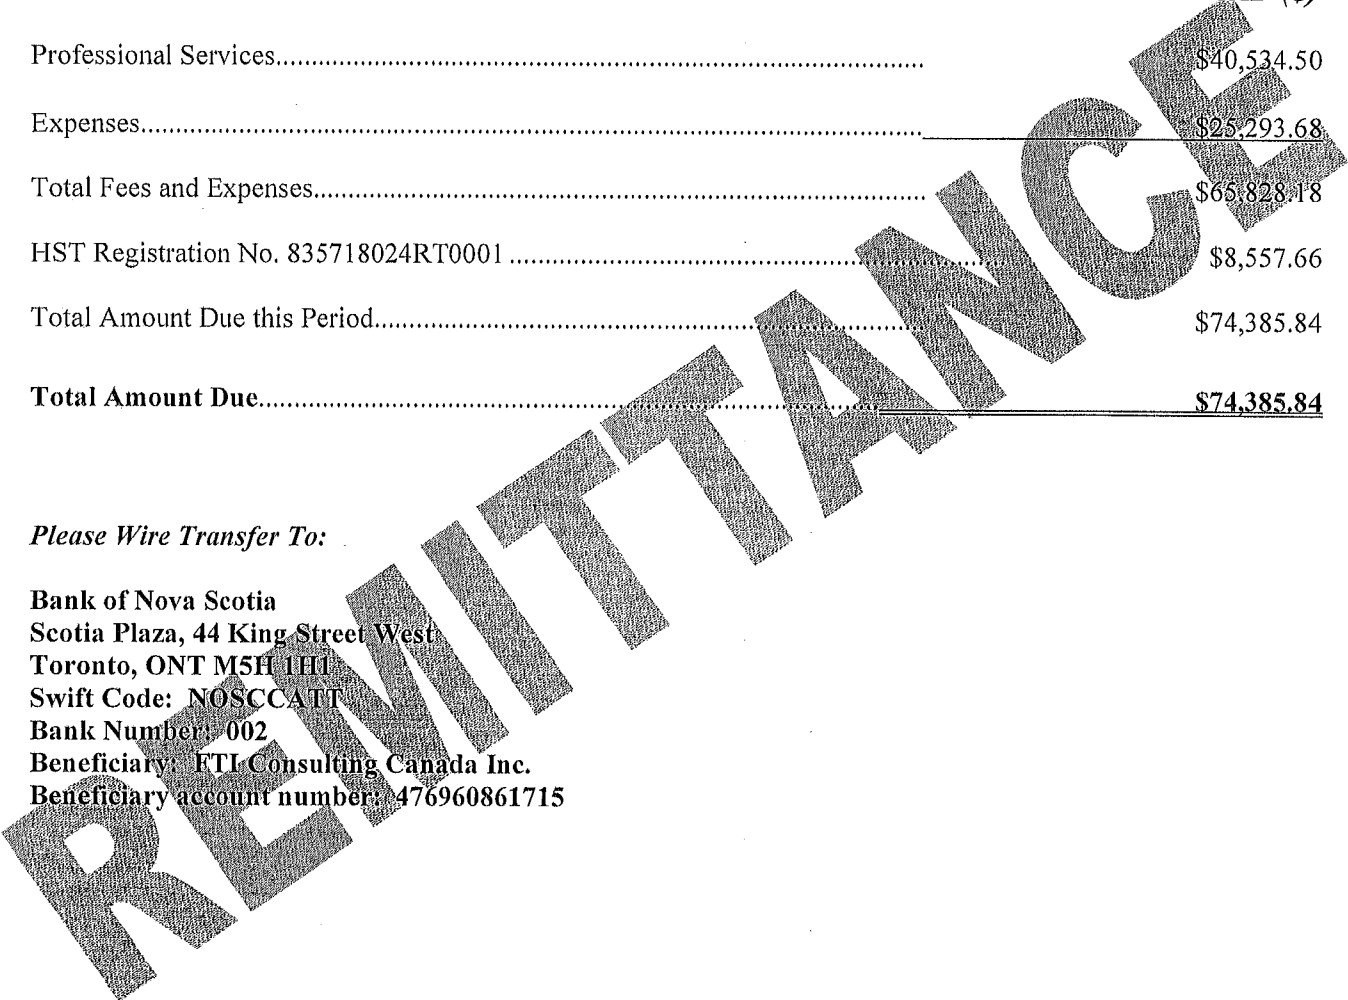 Professional Services........ $40,534.50
Expenses........ $25,293.68
Total Fees and Expenses........ $65,828.18
HST Registration No. 835718024RT0001 ........ $8,557.66
Total Amount Due this Period........ $74,385.84
Total Amount Due........ $74,385.84
Please Wire Transfer To:
Bank of Nova Scotia
Scotia Plaza, 44 King Street West
Toronto, ONT M5H 1H1
Swift Code: NOSCCATT
Bank Number: 002
Beneficiary: FTI Consulting Canada Inc.
Beneficiary account number: 476960861715
REMITTANCE